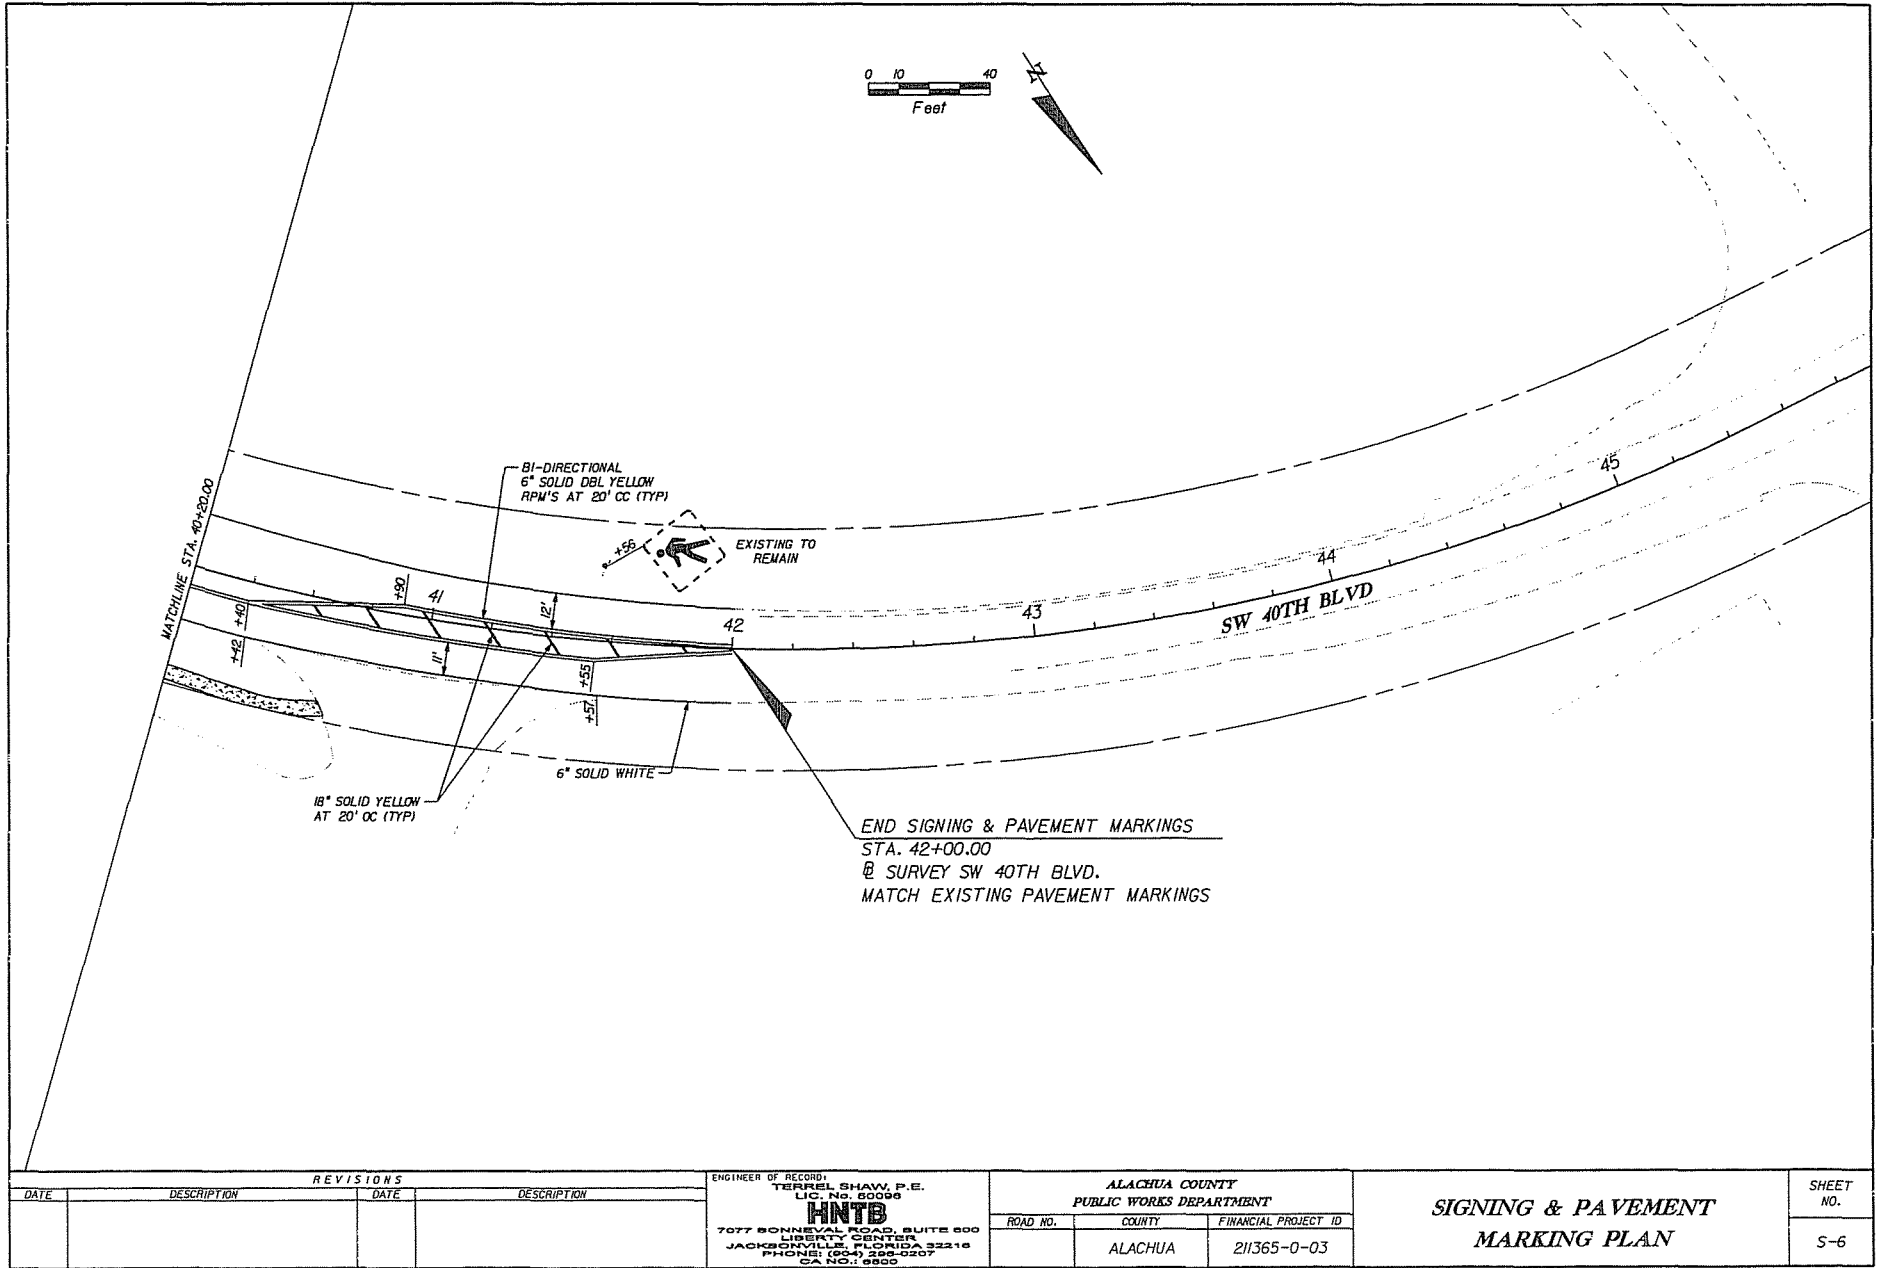 0 10 40
Feet
N
MATCHLINE STA. 40+20.00
BI-DIRECTIONAL
6" SOLID DBL YELLOW
RPM'S AT 20' CC (TYP)
+56
EXISTING TO
REMAIN
+90
41
12'
+40
+42
11'
+55
+57
42
43
44
45
SW 40TH BLVD
6" SOLID WHITE
18" SOLID YELLOW
AT 20' OC (TYP)
END SIGNING & PAVEMENT MARKINGS
STA. 42+00.00
SURVEY SW 40TH BLVD.
MATCH EXISTING PAVEMENT MARKINGS
REVISIONS
DATE DESCRIPTION DATE DESCRIPTION
ENGINEER OF RECORD:
TERREL SHAW, P.E.
LIC. No. 60096
HNTB
7077 BONNEVAL ROAD, SUITE 600
LIBERTY CENTER
JACKSONVILLE, FLORIDA 32216
PHONE: (904) 296-0207
CA NO.: 6500
ALACHUA COUNTY
PUBLIC WORKS DEPARTMENT
ROAD NO. COUNTY FINANCIAL PROJECT ID
ALACHUA 211365-0-03
SIGNING & PAVEMENT
MARKING PLAN
SHEET
NO.
S-6